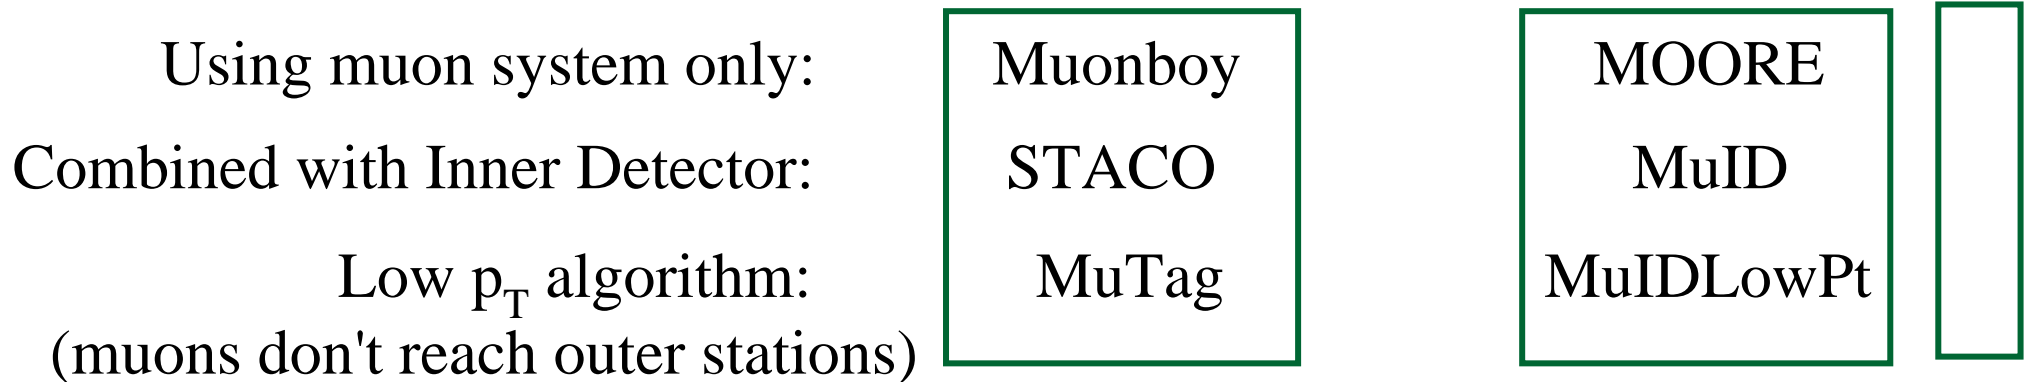 Using muon system only: Muonboy MOORE
Combined with Inner Detector: STACO MuID
Low pT algorithm: MuTag MuIDLowPt
(muons don't reach outer stations)